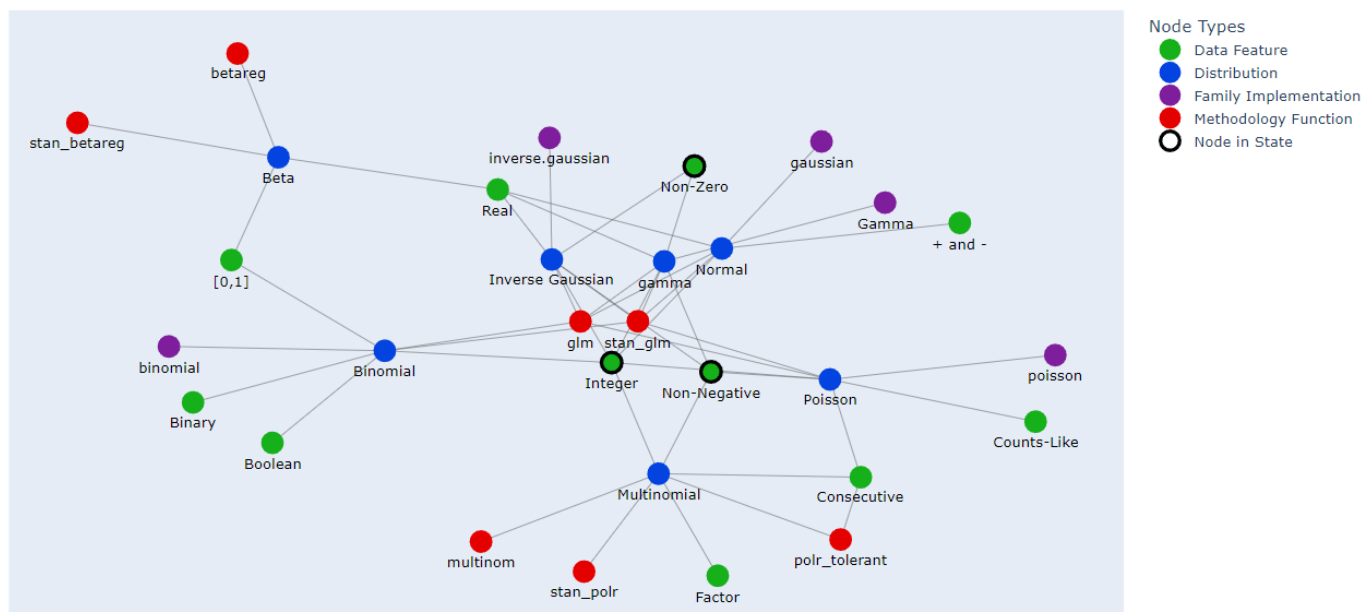 Node Types
Data Feature
Distribution
Family Implementation
Methodology Function
Node in State
betareg
stan_betareg
Beta
inverse.gaussian
gaussian
Non-Zero
Real
Gamma
+ and -
[0,1]
Inverse Gaussian
gamma
Normal
glm
stan_glm
binomial
Binomial
Integer
Non-Negative
Poisson
poisson
Binary
Boolean
Counts-Like
Multinomial
Consecutive
multinom
stan_polr
Factor
polr_tolerant